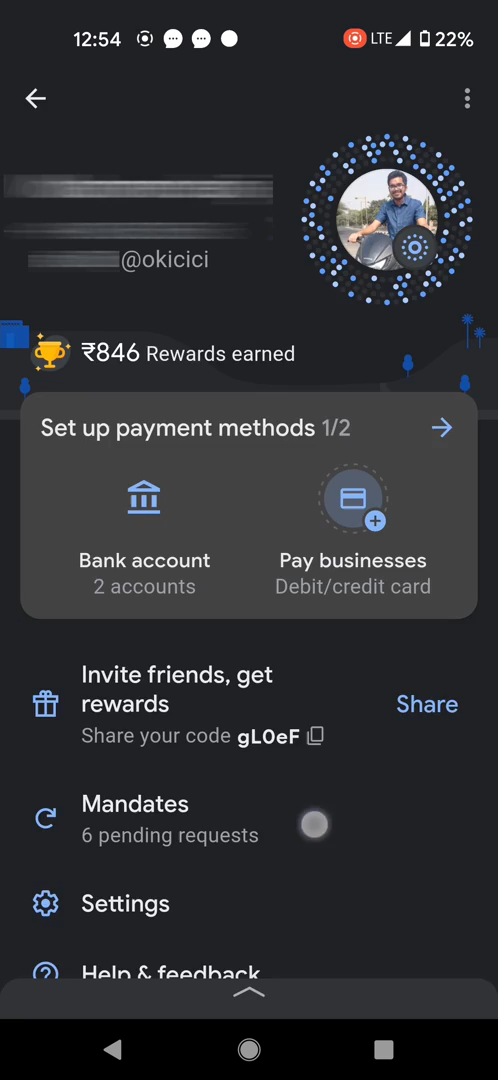 12:54 LTE 22%
@okicici
₹846 Rewards earned
Set up payment methods 1/2
Bank account
2 accounts
Pay businesses
Debit/credit card
Invite friends, get
rewards
Share your code gL0eF
Share
Mandates
6 pending requests
Settings
Help & feedback